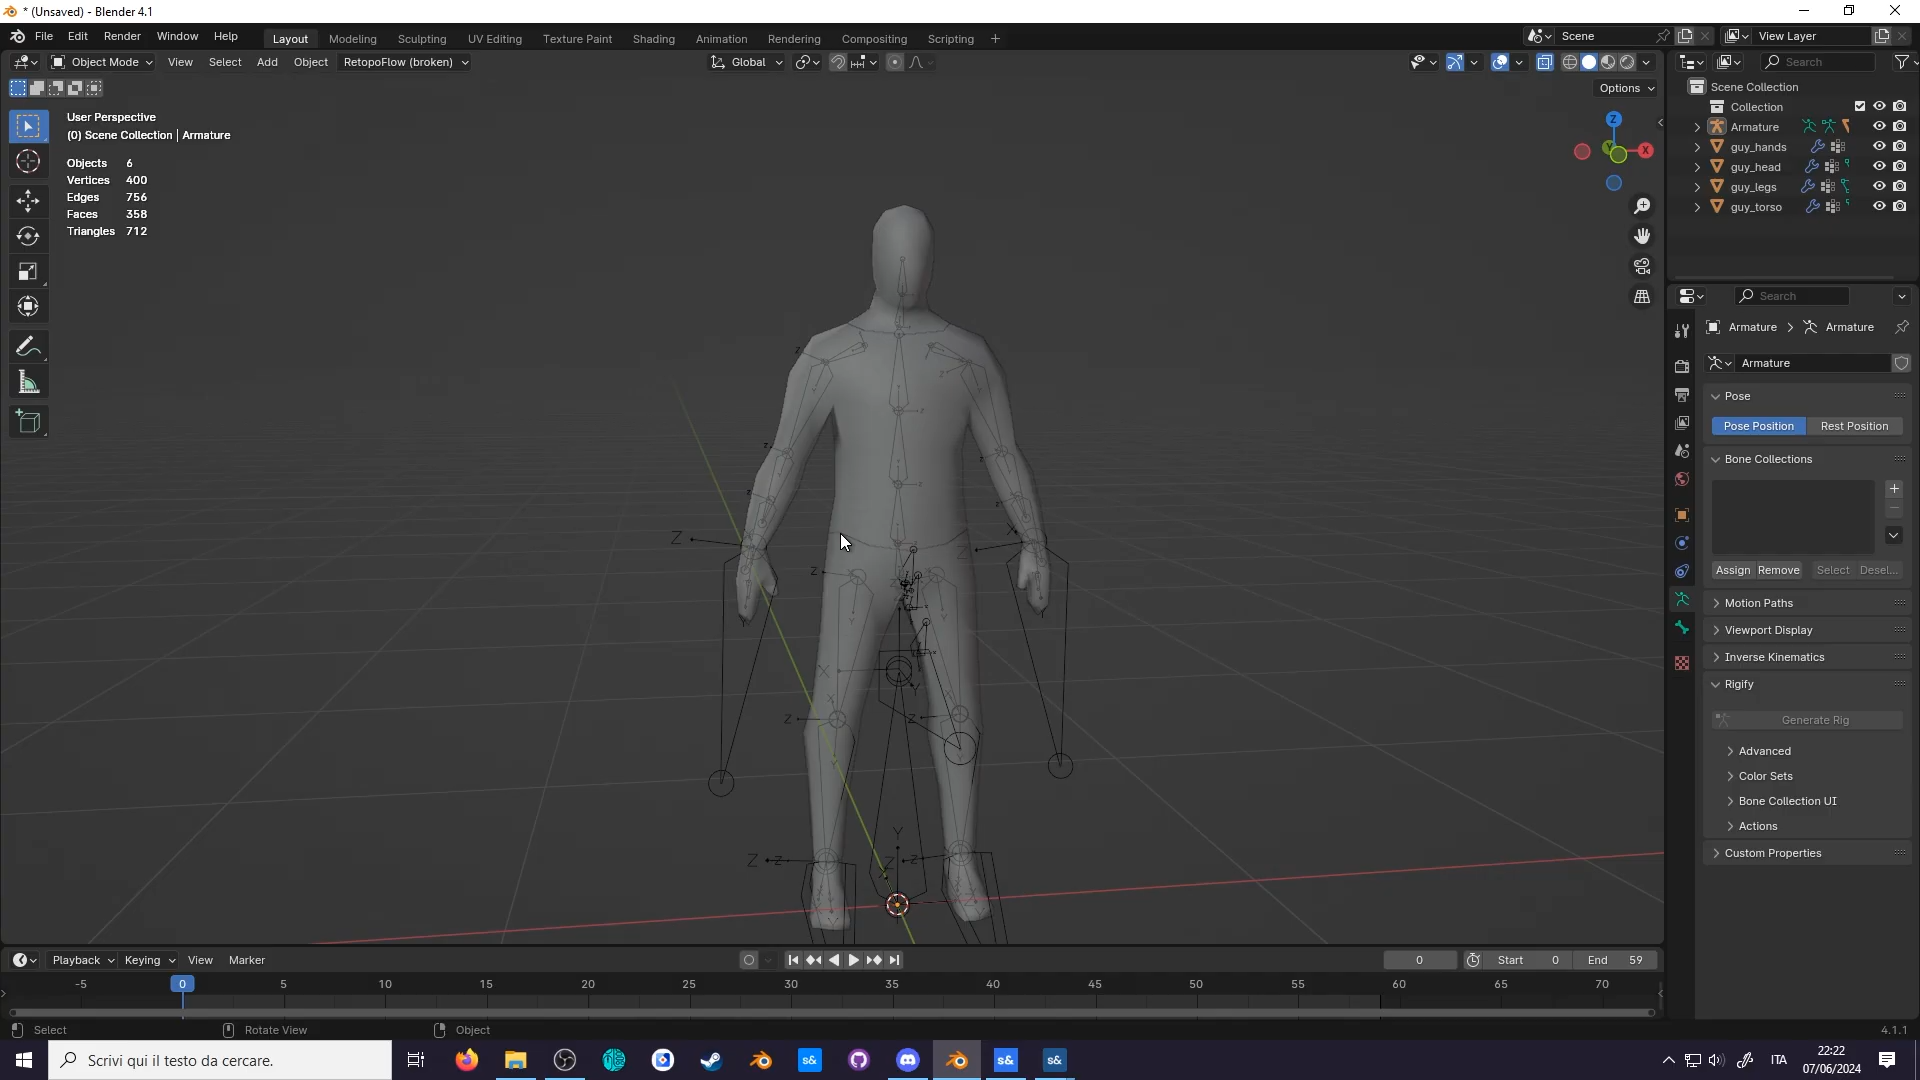 * (Unsaved) - Blender 4.1
File Edit Render Window Help
Layout Modeling Sculpting UV Editing Texture Paint Shading Animation Rendering Compositing Scripting +
Scene
View Layer
Object Mode View Select Add Object RetopoFlow (broken)
Global
Search
Options
User Perspective
(0) Scene Collection | Armature
Objects 6
Vertices 400
Edges 756
Faces 358
Triangles 712
Z
X
Y
Scene Collection
Collection
Armature
guy_hands
guy_head
guy_legs
guy_torso
Search
Armature > Armature
Armature
Pose
Pose Position Rest Position
Bone Collections
Assign Remove Select Desel...
Motion Paths
Viewport Display
Inverse Kinematics
Rigify
Generate Rig
Advanced
Color Sets
Bone Collection UI
Actions
Custom Properties
Playback Keying View Marker
0 Start 0 End 59
-5 0 5 10 15 20 25 30 35 40 45 50 55 60 65 70
Select Rotate View Object
4.1.1
Scrivi qui il testo da cercare.
s& s& s&
ITA
22:22
07/06/2024